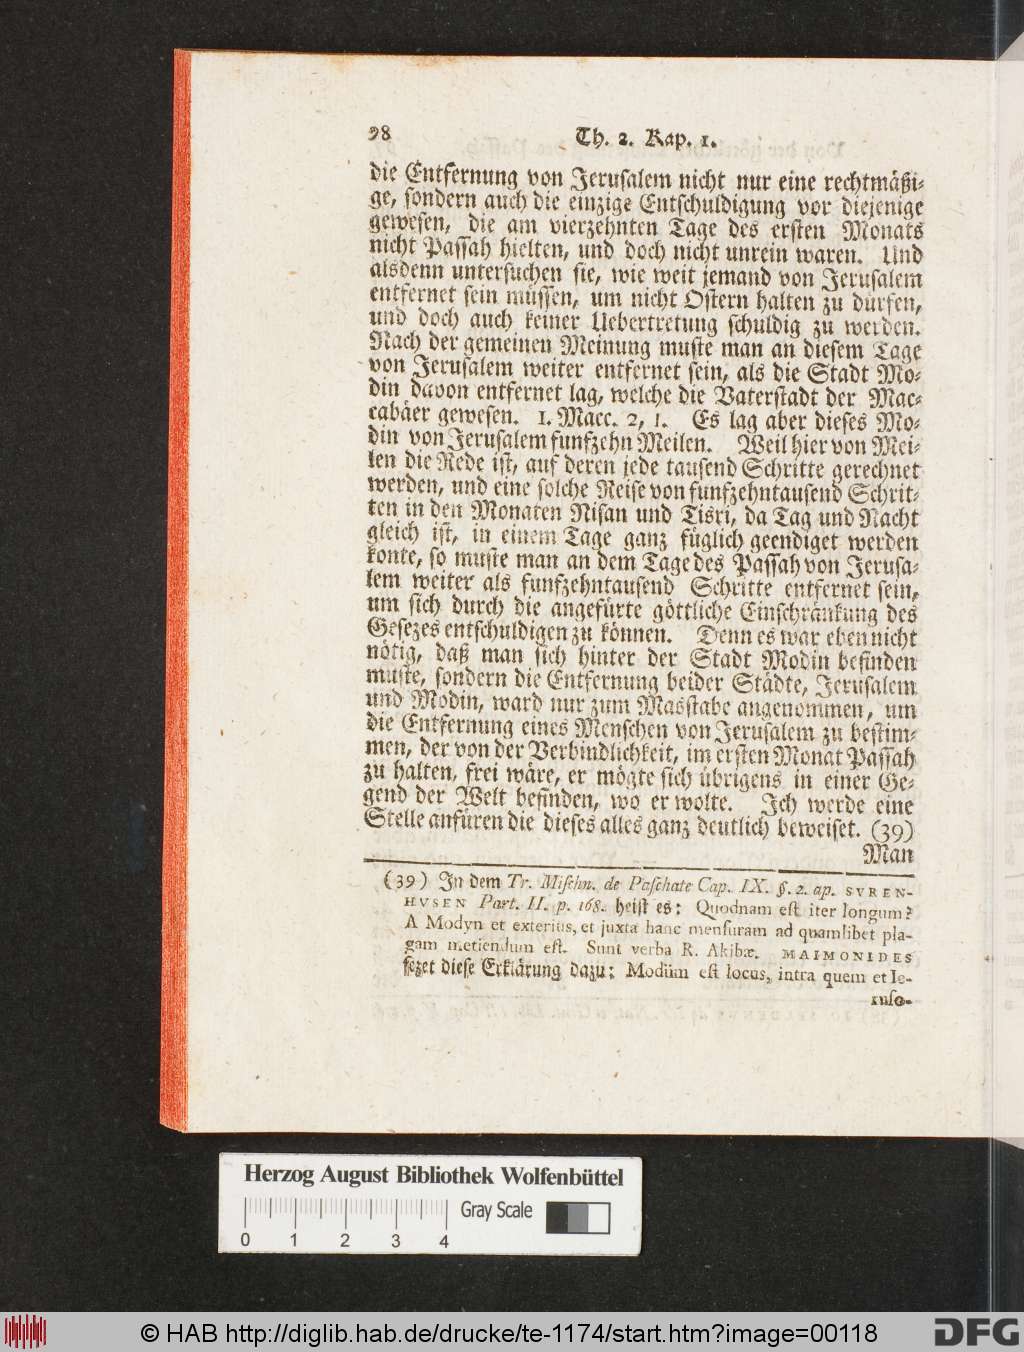 98 Th. 2. Kap. 1.
die Entfernung von Jerusalem nicht nur eine rechtmäßi-
ge, sondern auch die einzige Entschuldigung vor diejenige
gewesen, die am vierzehnten Tage des ersten Monats
nicht Passah hielten, und doch nicht unrein waren. Und
alsdenn untersuchen sie, wie weit jemand von Jerusalem
entfernet sein müssen, um nicht Ostern halten zu dürfen,
und doch auch keiner Uebertretung schuldig zu werden.
Nach der gemeinen Meinung muste man an diesem Tage
von Jerusalem weiter entfernet sein, als die Stadt Mo-
din davon entfernet lag, welche die Vaterstadt der Mac-
cabäer gewesen. 1. Macc. 2, 1. Es lag aber dieses Mo-
din von Jerusalem funfzehn Meilen. Weil hier von Mei-
len die Rede ist, auf deren jede tausend Schritte gerechnet
werden, und eine solche Reise von funfzehntausend Schrit-
ten in den Monaten Nisan und Tisri, da Tag und Nacht
gleich ist, in einem Tage ganz füglich geendiget werden
konte, so muste man an dem Tage des Passah von Jerusa-
lem weiter als funfzehntausend Schritte entfernet sein,
um sich durch die angefürte göttliche Einschränkung des
Gesezes entschuldigen zu können. Denn es war eben nicht
nötig, daß man sich hinter der Stadt Modin befinden
muste, sondern die Entfernung beider Städte, Jerusalem
und Modin, ward nur zum Masstabe angenommen, um
die Entfernung eines Menschen von Jerusalem zu bestim-
men, der von der Verbindlichkeit, im ersten Monat Passah
zu halten, frei wäre, er mögte sich übrigens in einer Ge-
gend der Welt befinden, wo er wolte. Ich werde eine
Stelle anfüren die dieses alles ganz deutlich beweiset. (39)
Man
(39) In dem Tr. Mischn. de Paschate Cap. IX. §. 2. ap. SVREN-
HVSEN Part. II. p. 168. heist es: Quodnam est iter longum?
A Modyn et exterius, et juxta hanc mensuram ad quamlibet pla-
gam metiendum est. Sunt verba R. Akibæ. MAIMONIDES
sezet diese Erklärung dazu: Modiim est locus, intra quem et Ie-
ruso-
Herzog August Bibliothek Wolfenbüttel
Gray Scale
0 1 2 3 4
© HAB http://diglib.hab.de/drucke/te-1174/start.htm?image=00118
DFG